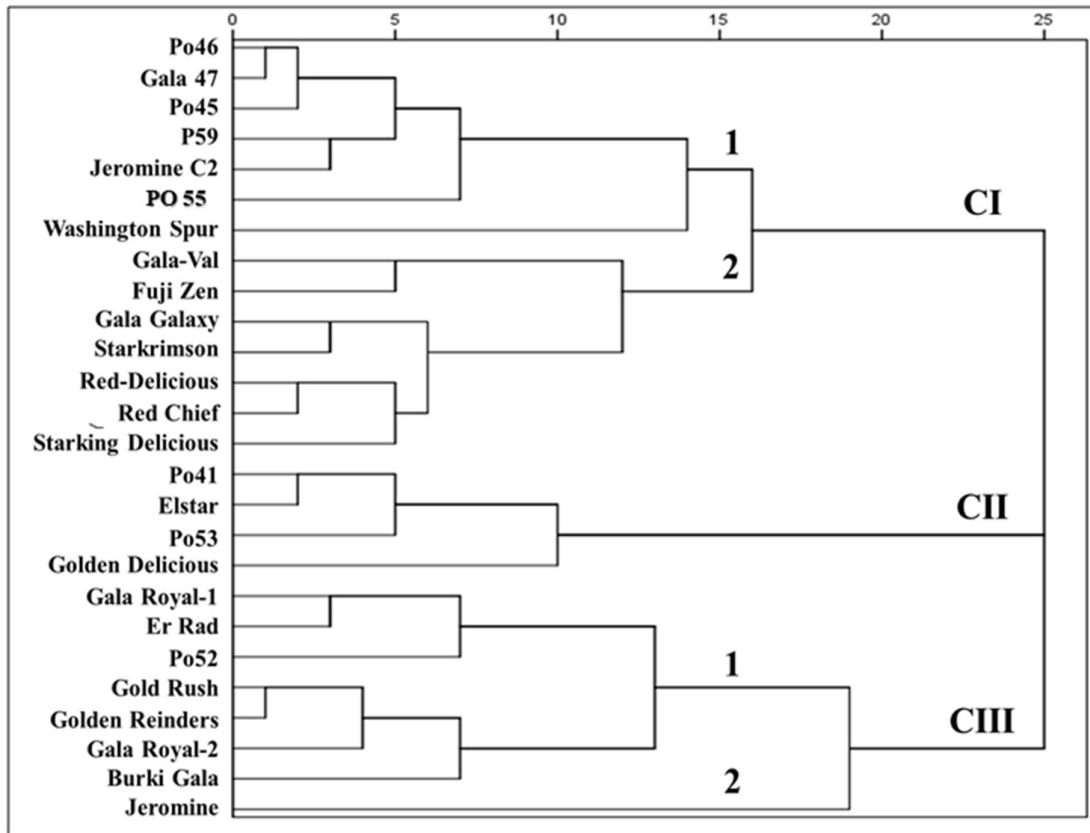 0 5 10 15 20 25
Po46
Gala 47
Po45
P59
1
Jeromine C2
PO 55
CI
Washington Spur
Gala-Val
2
Fuji Zen
Gala Galaxy
Starkrimson
Red-Delicious
Red Chief
Starking Delicious
Po41
Elstar
CII
Po53
Golden Delicious
Gala Royal-1
Er Rad
Po52
1
Gold Rush
Golden Reinders
CIII
Gala Royal-2
Burki Gala
2
Jeromine